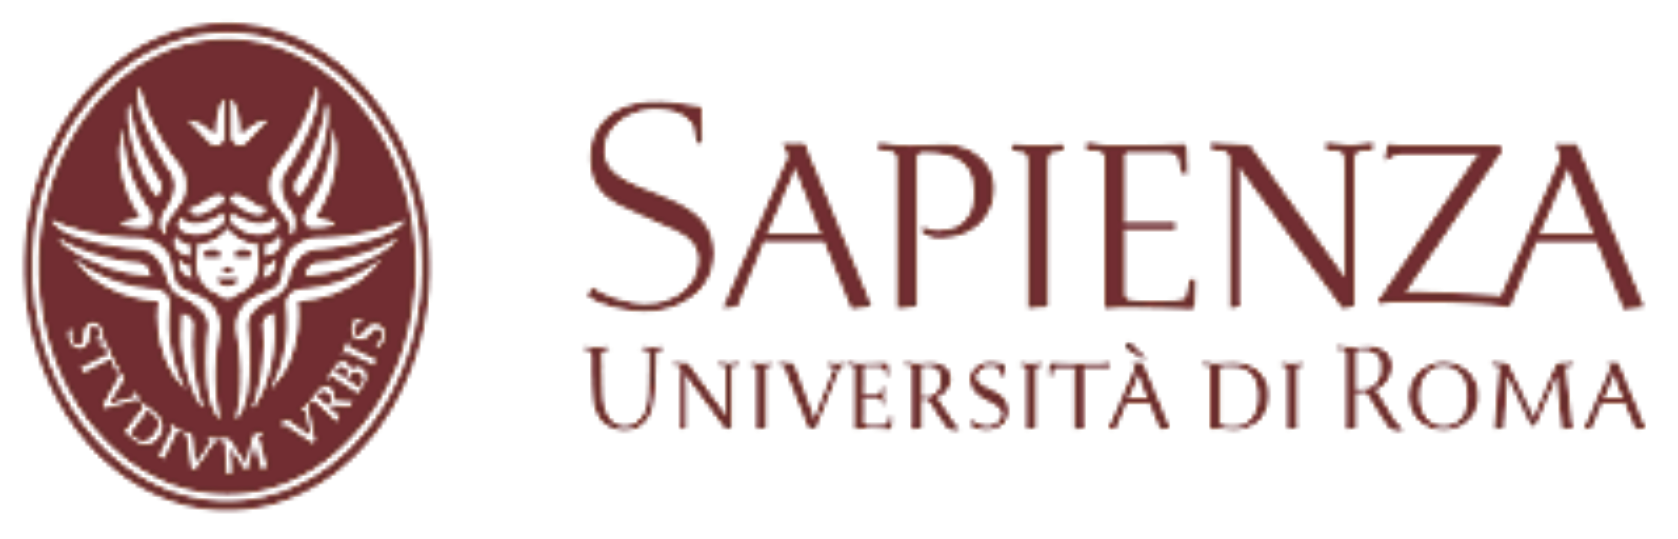 STVDIVM VRBIS
SAPIENZA
UNIVERSITÀ DI ROMA